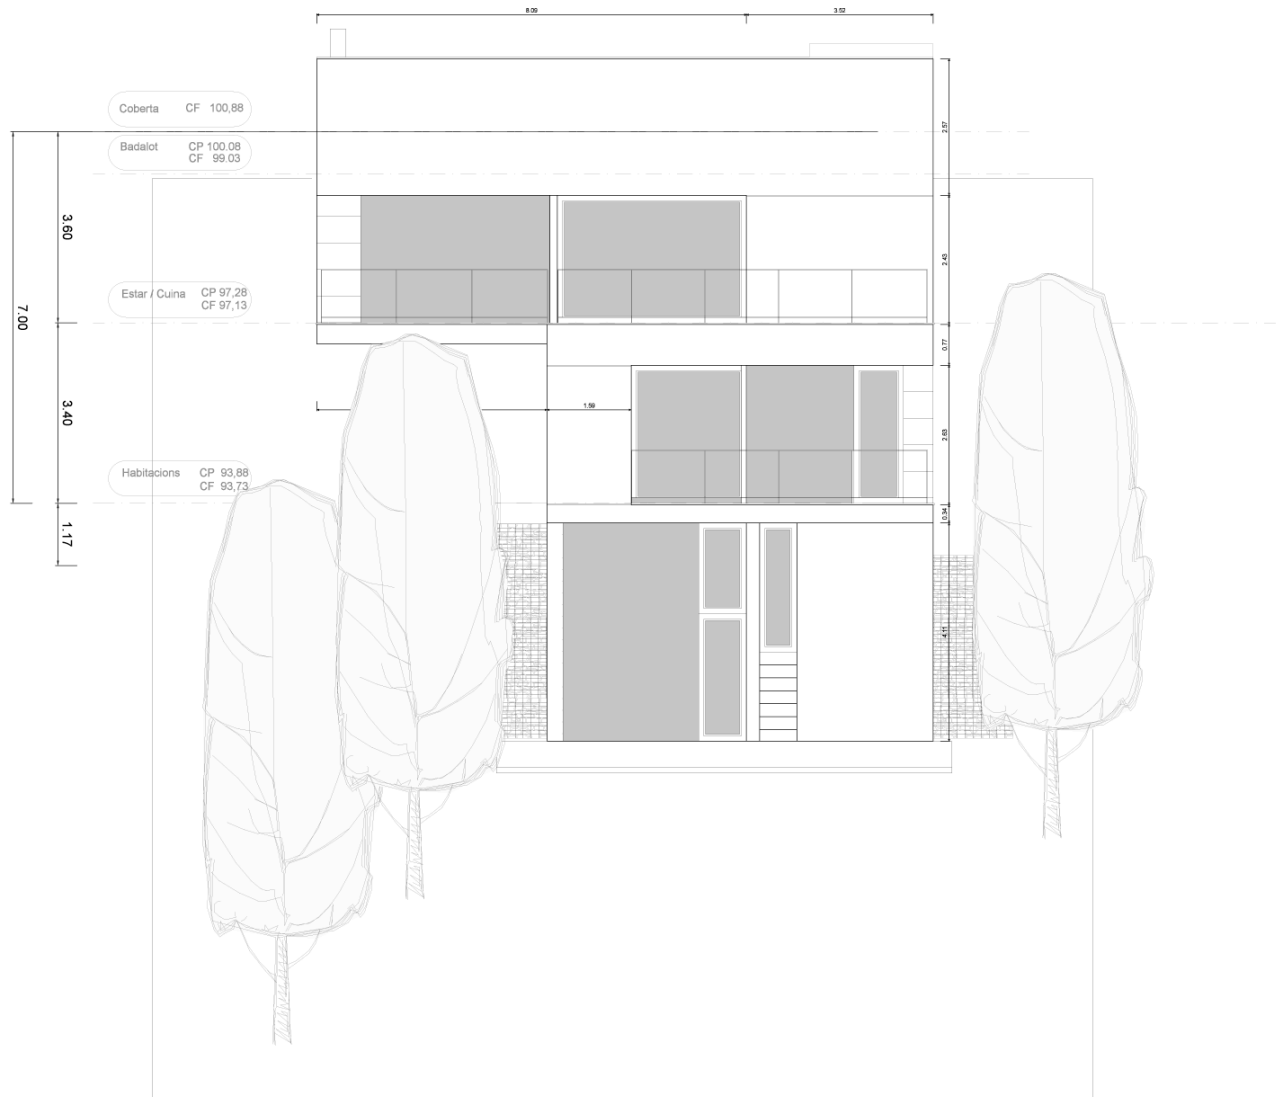 8.09
3.52
Coberta CF 100,88
Badalot CP 100.08
CF 99.03
2.57
3.60
2.43
Estar / Cuina CP 97,28
CF 97,13
7.00
0.77
3.40
1.59
2.63
Habitacions CP 93,88
CF 93,73
0.34
1.17
4.11